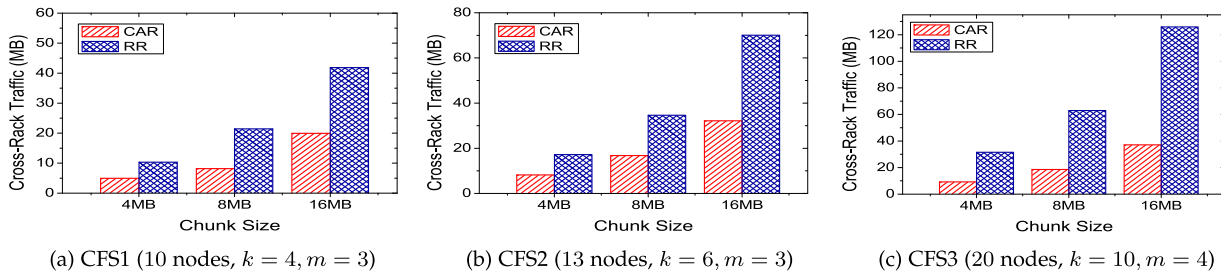 Cross-Rack Traffic (MB)
60
50
40
30
20
10
0
CAR
RR
4MB 8MB 16MB
Chunk Size
(a) CFS1 (10 nodes, k = 4, m = 3)
Cross-Rack Traffic (MB)
80
60
40
20
0
CAR
RR
4MB 8MB 16MB
Chunk Size
(b) CFS2 (13 nodes, k = 6, m = 3)
Cross-Rack Traffic (MB)
120
100
80
60
40
20
0
CAR
RR
4MB 8MB 16MB
Chunk Size
(c) CFS3 (20 nodes, k = 10, m = 4)